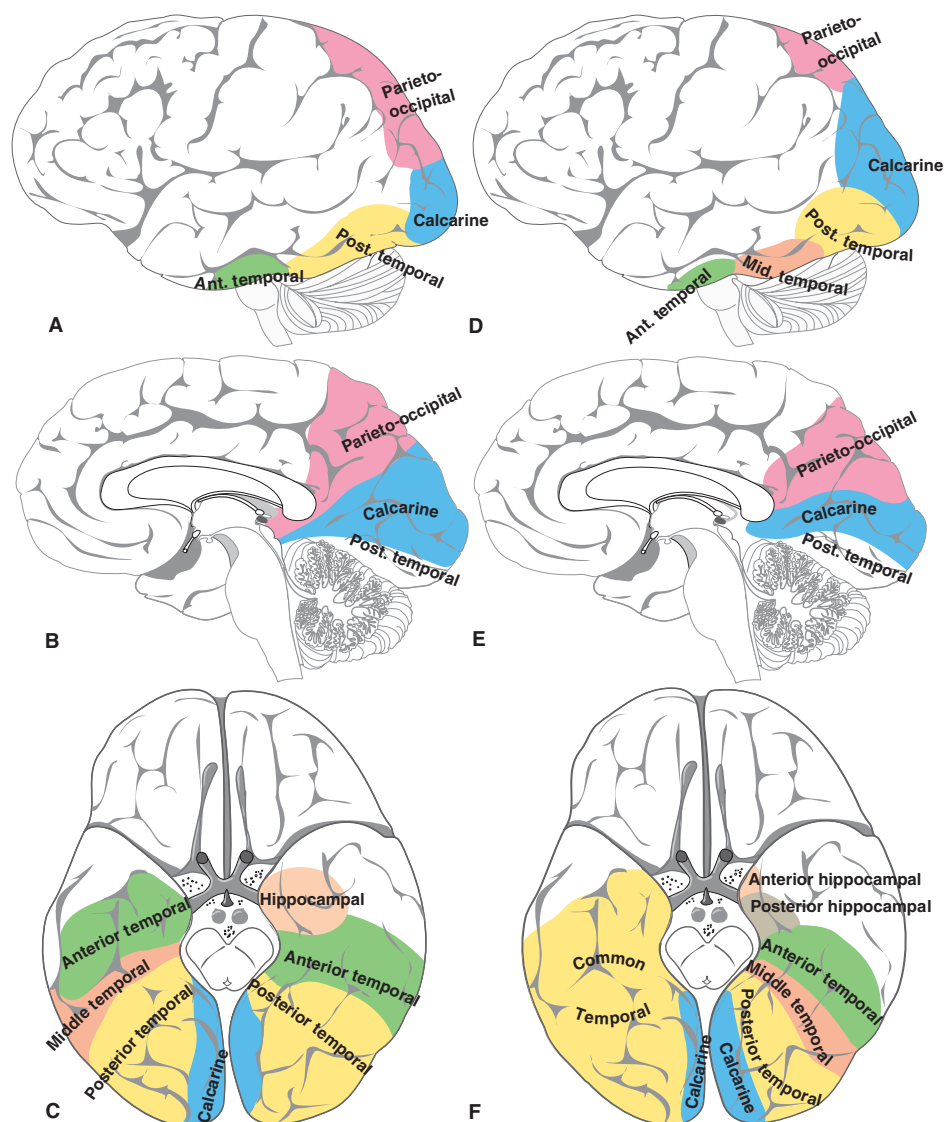 Parieto-
occipital
Calcarine
Post. temporal
Ant. temporal
A
Parieto-
occipital
Calcarine
Post. temporal
Mid. temporal
Ant. temporal
D
Parieto-occipital
Calcarine
Post. temporal
B
Parieto-occipital
Calcarine
Post. temporal
E
Hippocampal
Anterior temporal
Anterior temporal
Middle temporal
Posterior temporal
Posterior temporal
Calcarine
C
Anterior hippocampal
Posterior hippocampal
Common
Temporal
Anterior temporal
Middle temporal
Posterior temporal
Calcarine
Calcarine
F